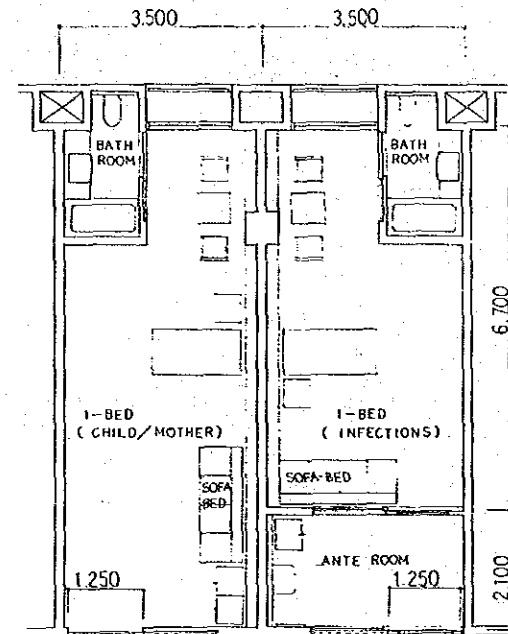 3.500
3.500
BATH
ROOM
BATH
ROOM
6.700
1-BED
( CHILD/MOTHER)
1-BED
( INFECTIONS)
SOFA
BED
SOFA-BED
ANTE ROOM
1.250
1.250
2.100